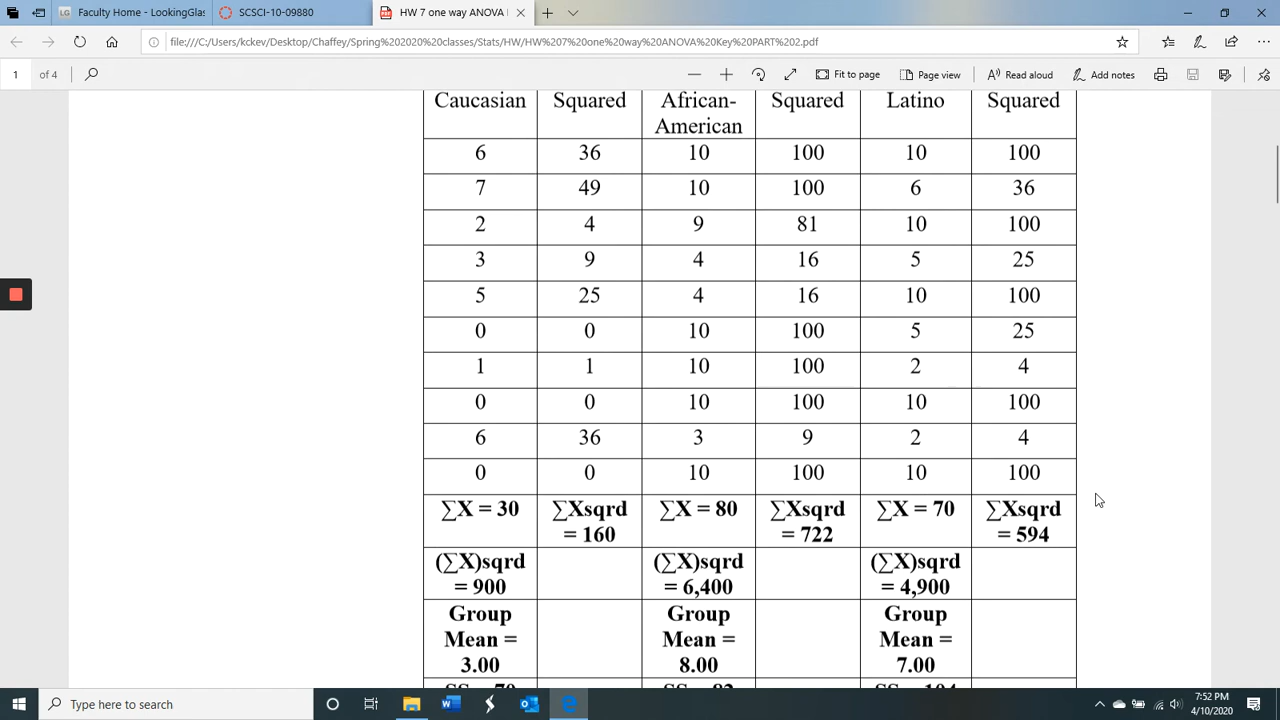 Faculty Home - LookingGlas
SCSCI-10-09880
HW 7 one way ANOVA
file:///C:/Users/kckev/Desktop/Chaffey/Spring%202020%20classes/Stats/HW/HW%207%20one%20way%20ANOVA%20Key%20PART%202.pdf
1 of 4 Fit to page Page view Read aloud Add notes
Caucasian Squared African-American Squared Latino Squared
6 36 10 100 10 100
7 49 10 100 6 36
2 4 9 81 10 100
3 9 4 16 5 25
5 25 4 16 10 100
0 0 10 100 5 25
1 1 10 100 2 4
0 0 10 100 10 100
6 36 3 9 2 4
0 0 10 100 10 100
∑X = 30 ∑Xsqrd = 160 ∑X = 80 ∑Xsqrd = 722 ∑X = 70 ∑Xsqrd = 594
(∑X)sqrd = 900 (∑X)sqrd = 6,400 (∑X)sqrd = 4,900
Group Mean = 3.00 Group Mean = 8.00 Group Mean = 7.00
Type here to search
7:52 PM
4/10/2020